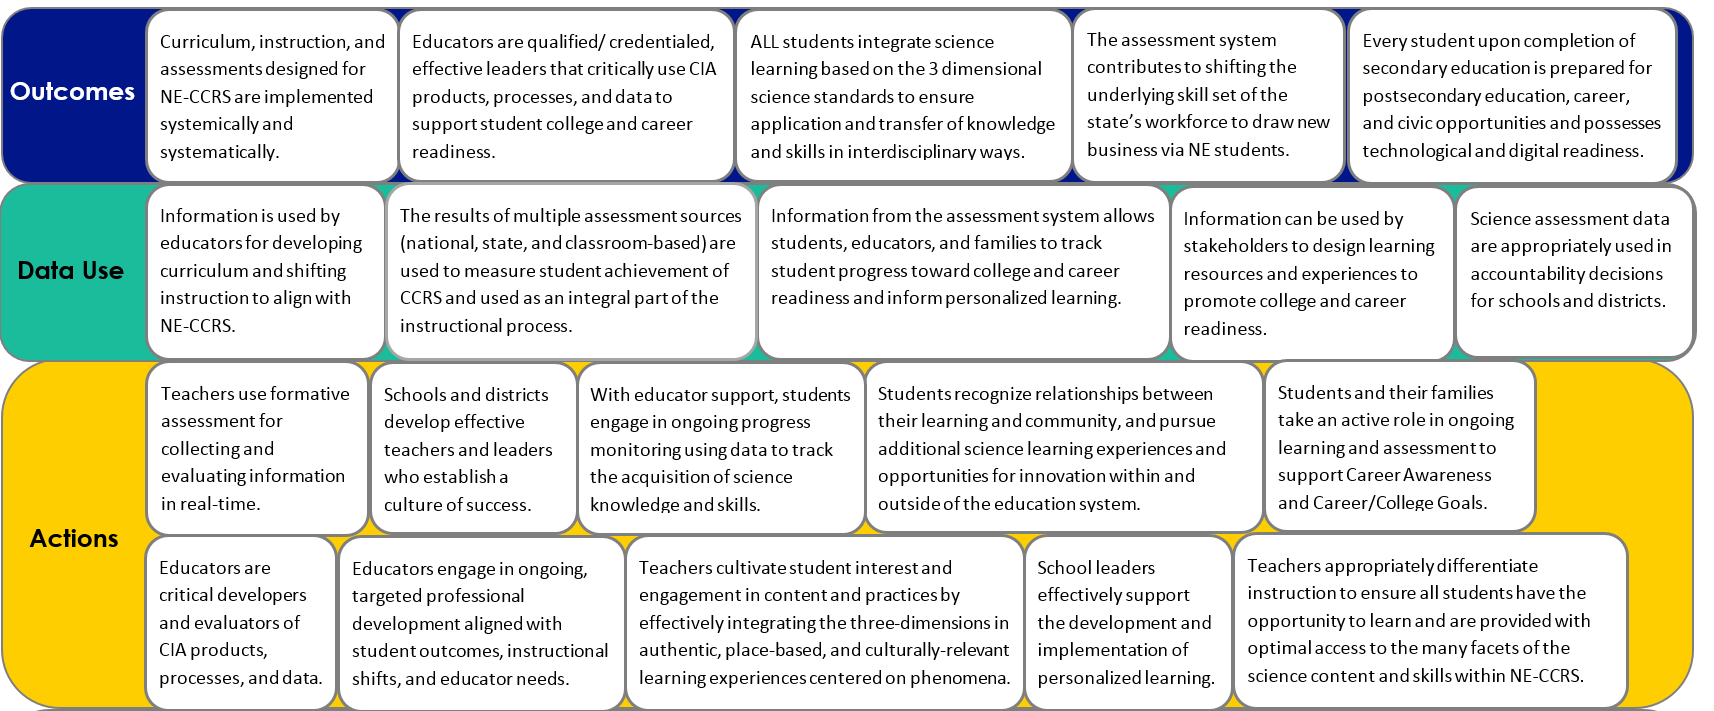 Outcomes
Curriculum, instruction, and
assessments designed for
NE-CCRS are implemented
systemically and
systematically.
Educators are qualified/ credentialed,
effective leaders that critically use CIA
products, processes, and data to
support student college and career
readiness.
ALL students integrate science
learning based on the 3 dimensional
science standards to ensure
application and transfer of knowledge
and skills in interdisciplinary ways.
The assessment system
contributes to shifting the
underlying skill set of the
state's workforce to draw new
business via NE students.
Every student upon completion of
secondary education is prepared for
postsecondary education, career,
and civic opportunities and possesses
technological and digital readiness.
Data Use
Information is used by
educators for developing
curriculum and shifting
instruction to align with
NE-CCRS.
The results of multiple assessment sources
(national, state, and classroom-based) are
used to measure student achievement of
CCRS and used as an integral part of the
instructional process.
Information from the assessment system allows
students, educators, and families to track
student progress toward college and career
readiness and inform personalized learning.
Information can be used by
stakeholders to design learning
resources and experiences to
promote college and career
readiness.
Science assessment data
are appropriately used in
accountability decisions
for schools and districts.
Actions
Teachers use formative
assessment for
collecting and
evaluating information
in real-time.
Schools and districts
develop effective
teachers and leaders
who establish a
culture of success.
With educator support, students
engage in ongoing progress
monitoring using data to track
the acquisition of science
knowledge and skills.
Students recognize relationships between
their learning and community, and pursue
additional science learning experiences and
opportunities for innovation within and
outside of the education system.
Students and their families
take an active role in ongoing
learning and assessment to
support Career Awareness
and Career/College Goals.
Educators are
critical developers
and evaluators of
CIA products,
processes, and data.
Educators engage in ongoing,
targeted professional
development aligned with
student outcomes, instructional
shifts, and educator needs.
Teachers cultivate student interest and
engagement in content and practices by
effectively integrating the three-dimensions in
authentic, place-based, and culturally-relevant
learning experiences centered on phenomena.
School leaders
effectively support
the development and
implementation of
personalized learning.
Teachers appropriately differentiate
instruction to ensure all students have the
opportunity to learn and are provided with
optimal access to the many facets of the
science content and skills within NE-CCRS.